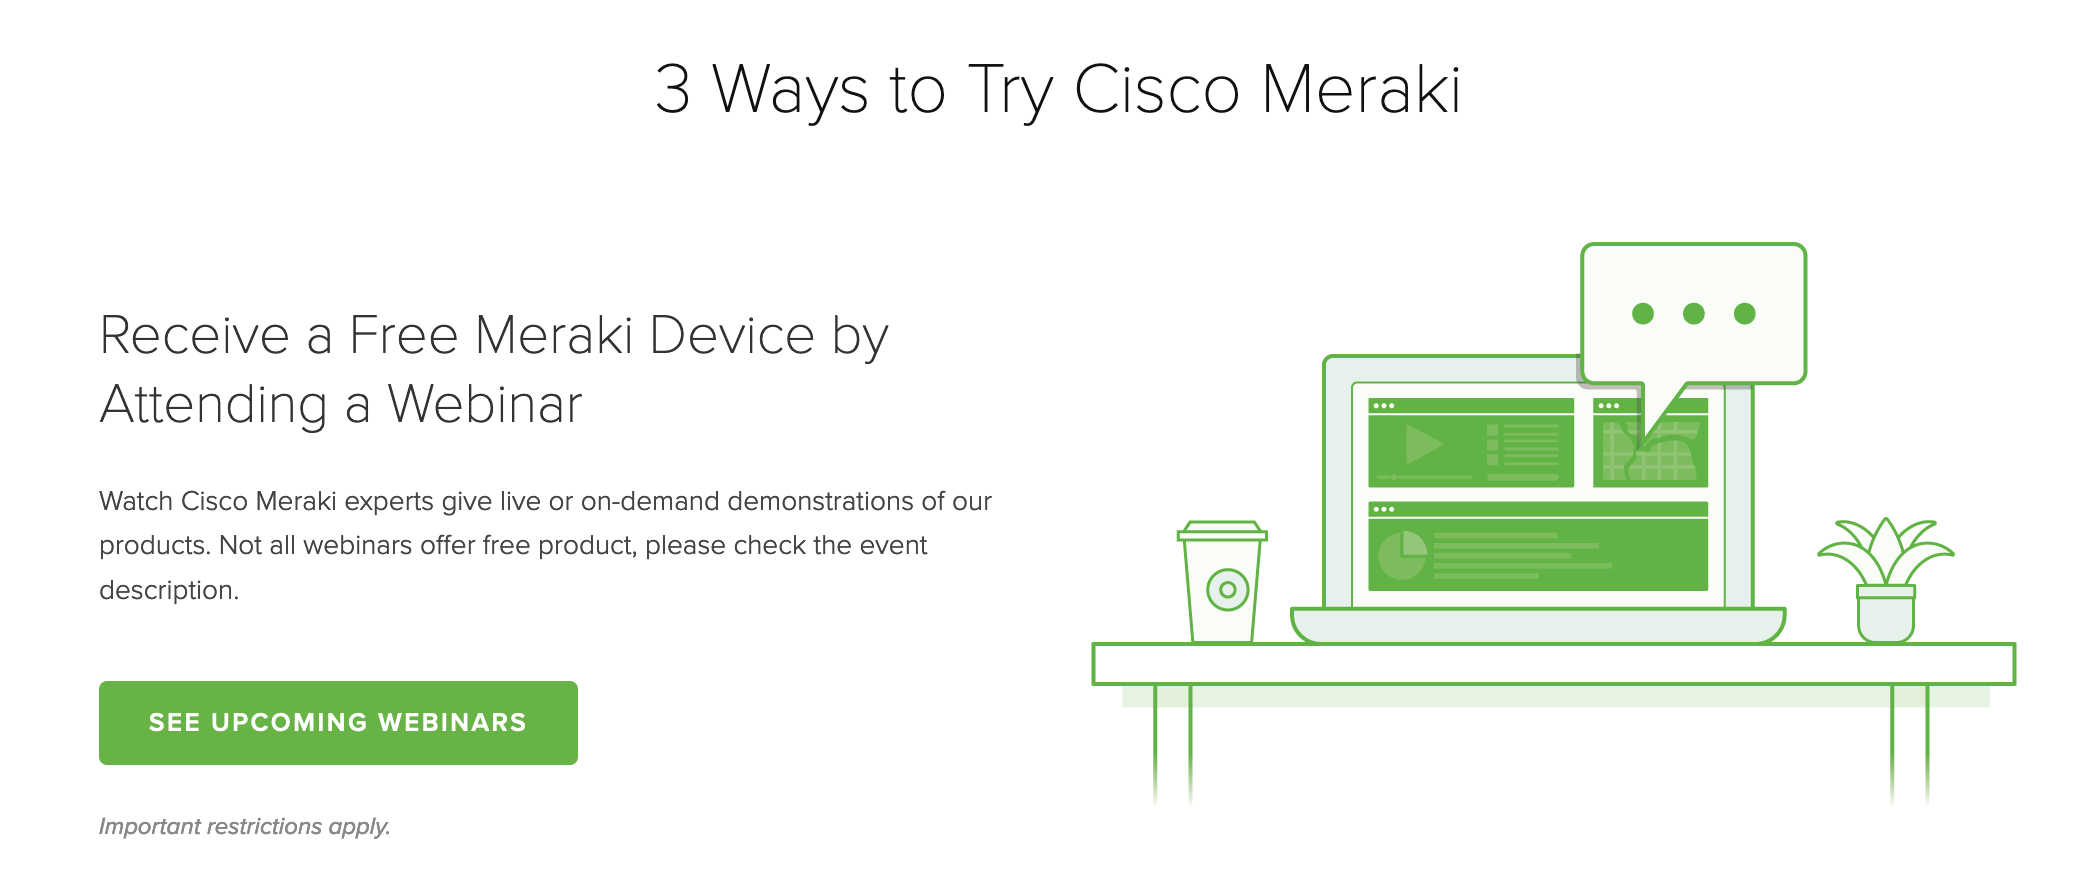 3 Ways to Try Cisco Meraki
Receive a Free Meraki Device by
Attending a Webinar
Watch Cisco Meraki experts give live or on-demand demonstrations of our
products. Not all webinars offer free product, please check the event
description.
SEE UPCOMING WEBINARS
Important restrictions apply.